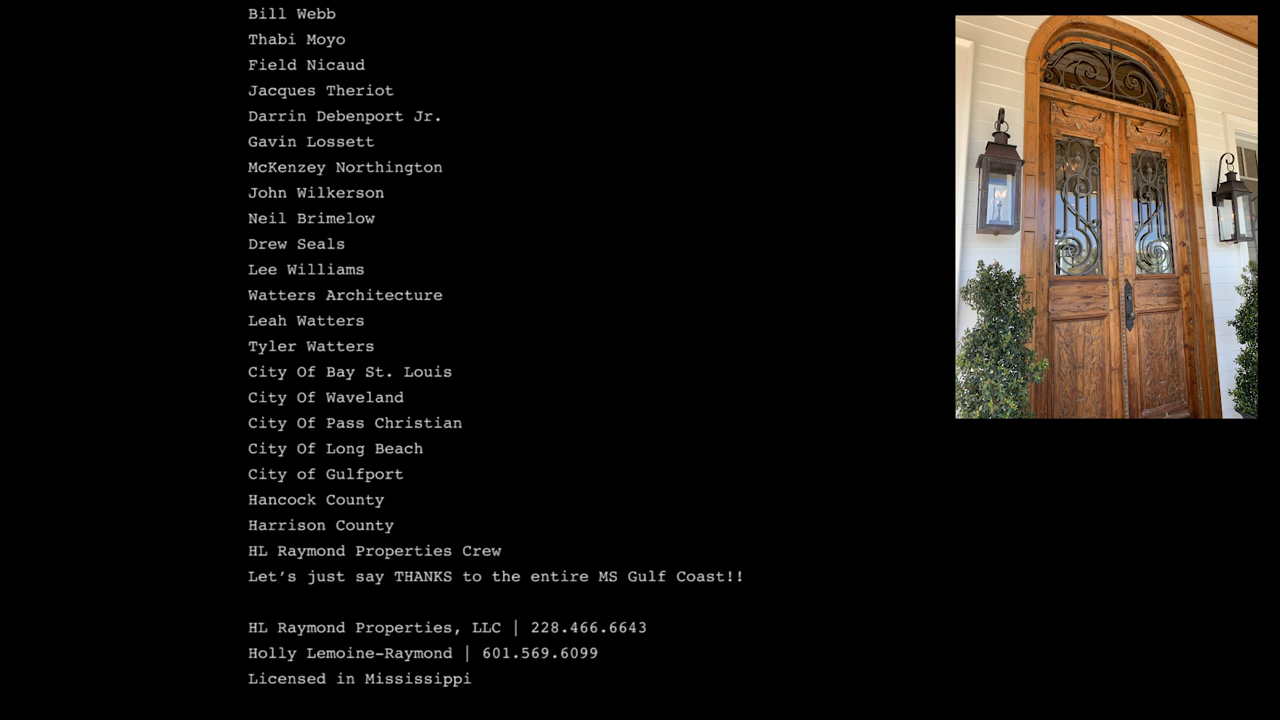 Bill Webb
Thabi Moyo
Field Nicaud
Jacques Theriot
Darrin Debenport Jr.
Gavin Lossett
McKenzey Northington
John Wilkerson
Neil Brimelow
Drew Seals
Lee Williams
Watters Architecture
Leah Watters
Tyler Watters
City Of Bay St. Louis
City Of Waveland
City Of Pass Christian
City Of Long Beach
City of Gulfport
Hancock County
Harrison County
HL Raymond Properties Crew
Let’s just say THANKS to the entire MS Gulf Coast!!
HL Raymond Properties, LLC | 228.466.6643
Holly Lemoine-Raymond | 601.569.6099
Licensed in Mississippi